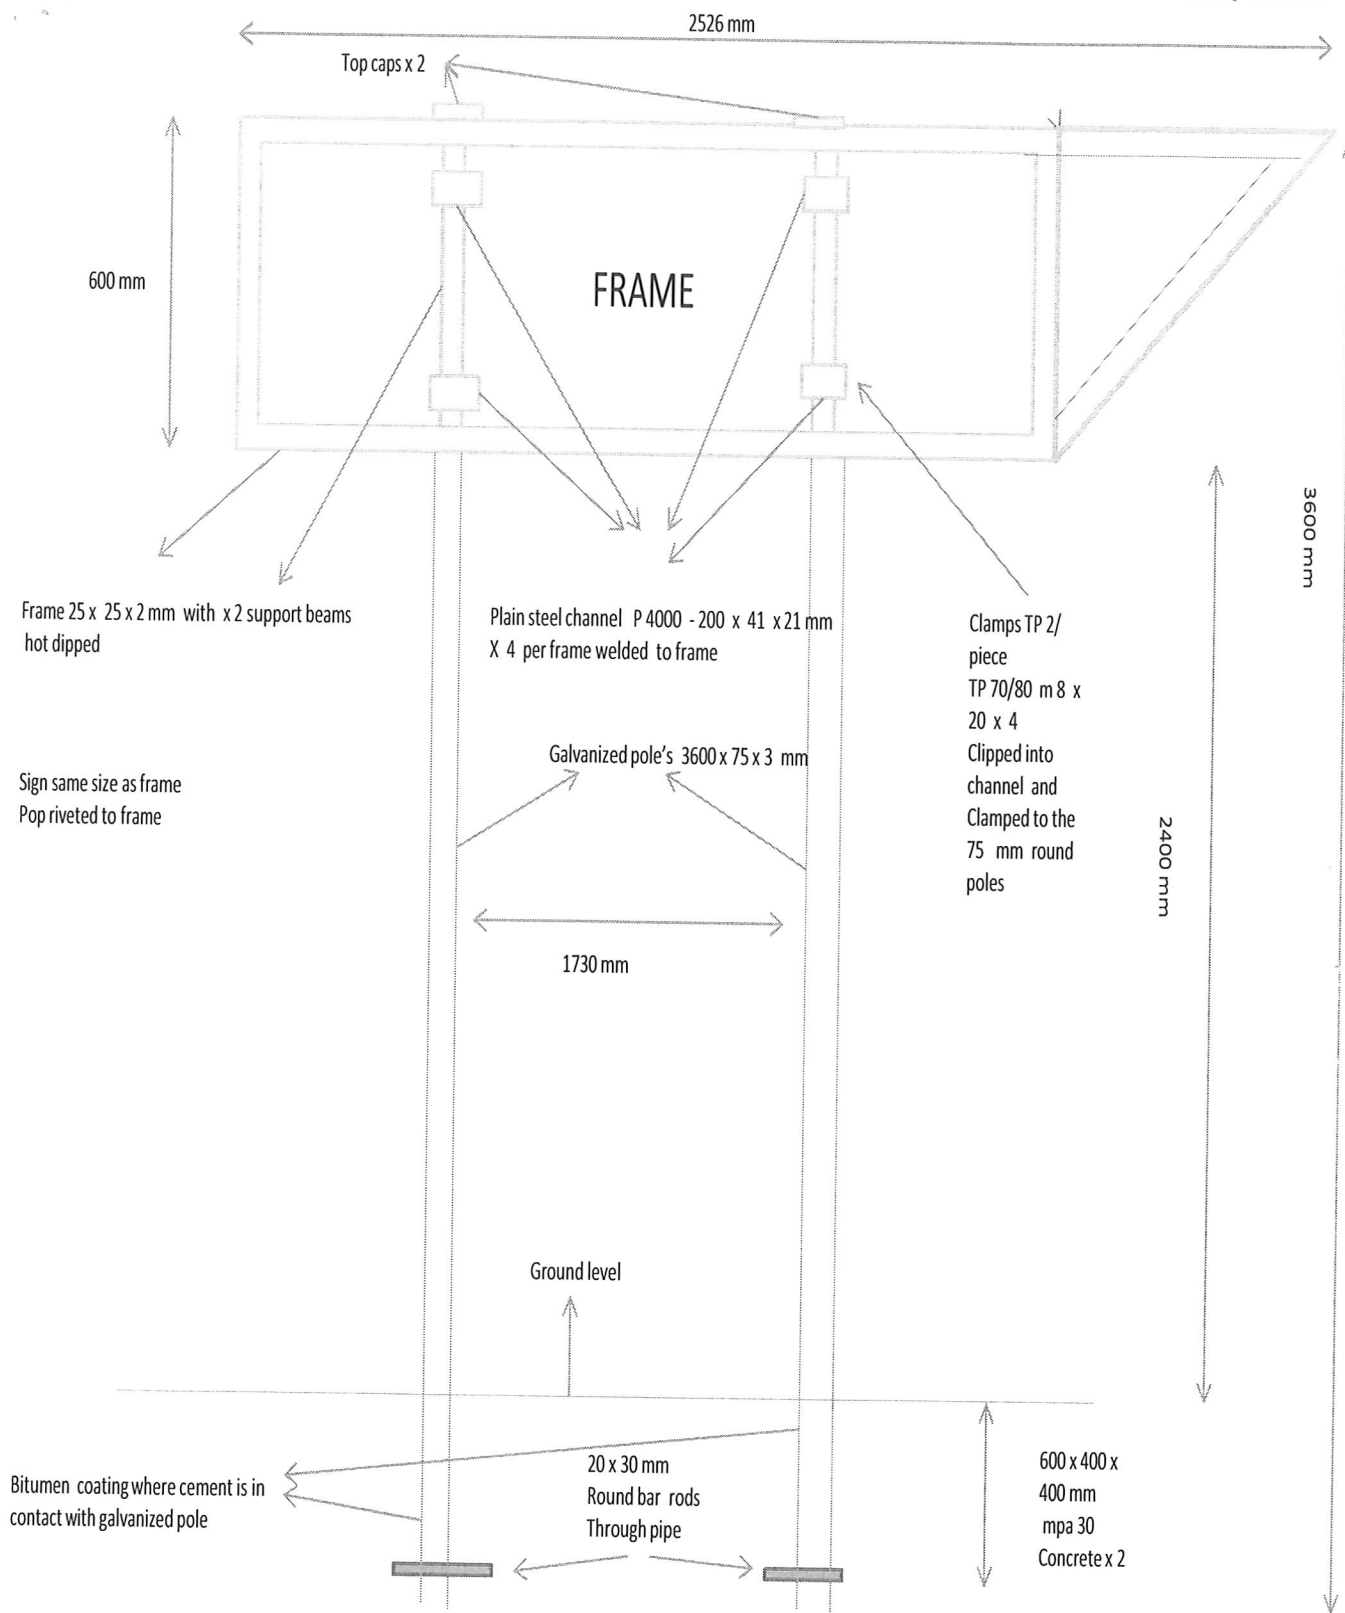 2526 mm
Top caps x 2
600 mm
FRAME
3600 mm
Frame 25 x 25 x 2 mm with x 2 support beams
hot dipped
Plain steel channel P 4000 - 200 x 41 x 21 mm
X 4 per frame welded to frame
Clamps TP 2/
piece
TP 70/80 m 8 x
20 x 4
Clipped into
channel and
Clamped to the
75 mm round
poles
Galvanized pole's 3600 x 75 x 3 mm
Sign same size as frame
Pop riveted to frame
2400 mm
1730 mm
Ground level
Bitumen coating where cement is in
contact with galvanized pole
20 x 30 mm
Round bar rods
Through pipe
600 x 400 x
400 mm
mpa 30
Concrete x 2